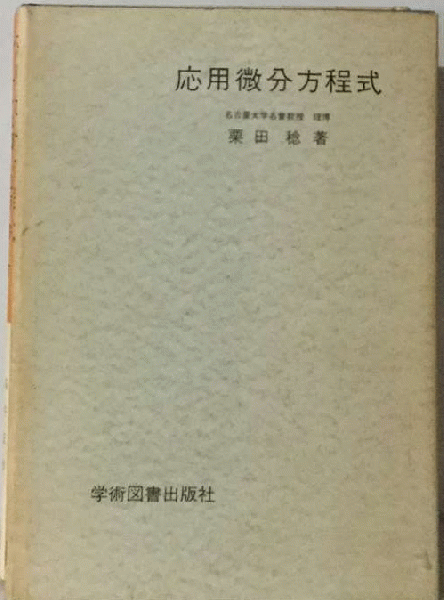 応用微分方程式
名古屋大学名誉教授 理博
栗田 稔 著
学術図書出版社